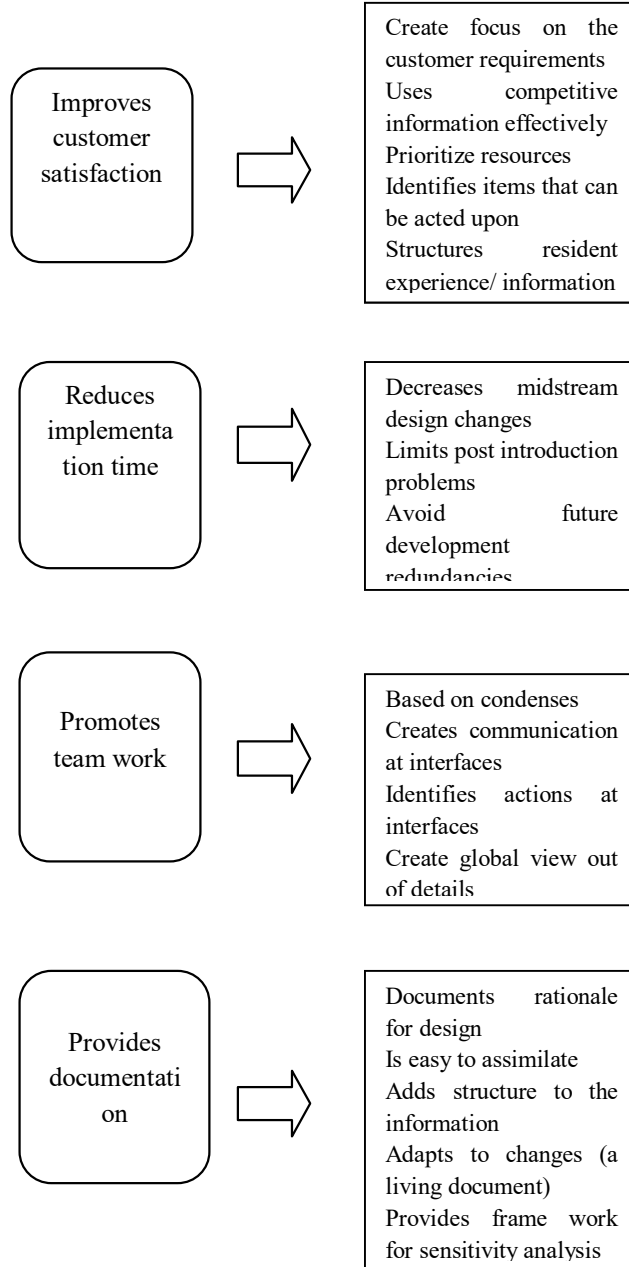 Improves
customer
satisfaction
Create focus on the
customer requirements
Uses competitive
information effectively
Prioritize resources
Identifies items that can
be acted upon
Structures resident
experience/ information
Reduces
implementa
tion time
Decreases midstream
design changes
Limits post introduction
problems
Avoid future
development
redundancies
Promotes
team work
Based on condenses
Creates communication
at interfaces
Identifies actions at
interfaces
Create global view out
of details
Provides
documentati
on
Documents rationale
for design
Is easy to assimilate
Adds structure to the
information
Adapts to changes (a
living document)
Provides frame work
for sensitivity analysis